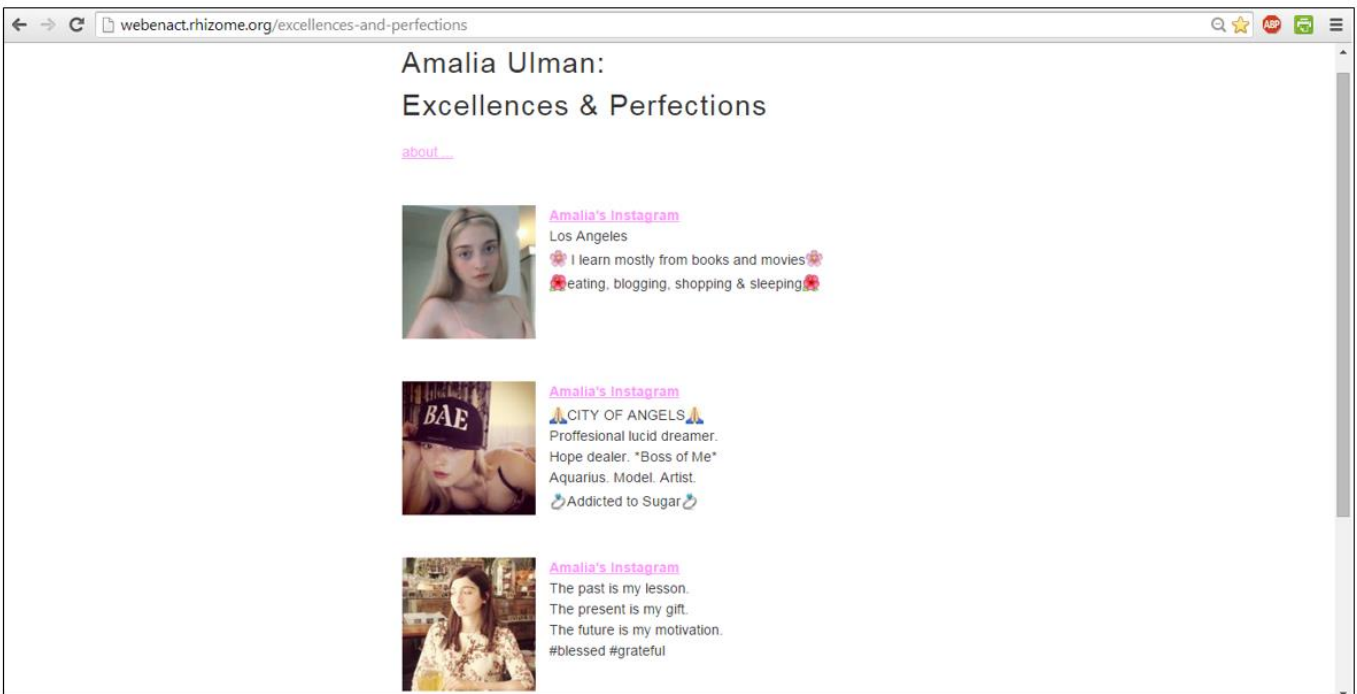 webenact.rhizome.org/excellences-and-perfections
ABP
Amalia Ulman:
Excellences & Perfections
about ...
Amalia's Instagram
Los Angeles
🌸 I learn mostly from books and movies🌸
🌺eating, blogging, shopping & sleeping🌺
BAE
Amalia's Instagram
🙏CITY OF ANGELS🙏
Proffesional lucid dreamer.
Hope dealer. *Boss of Me*
Aquarius. Model. Artist.
💍Addicted to Sugar💍
Amalia's Instagram
The past is my lesson.
The present is my gift.
The future is my motivation.
#blessed #grateful